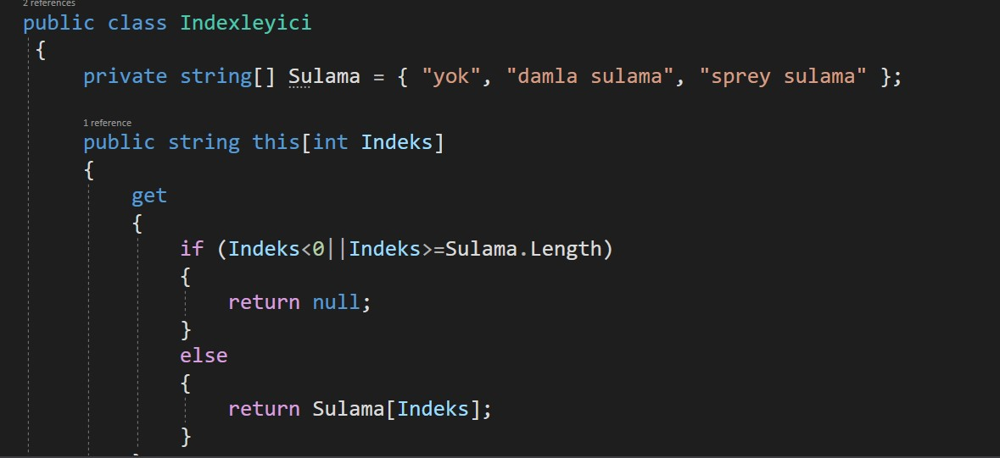 2 references
public class Indexleyici
{
private string[] Sulama = { "yok", "damla sulama", "sprey sulama" };
1 reference
public string this[int Indeks]
{
get
{
if (Indeks<0||Indeks>=Sulama.Length)
{
return null;
}
else
{
return Sulama[Indeks];
}